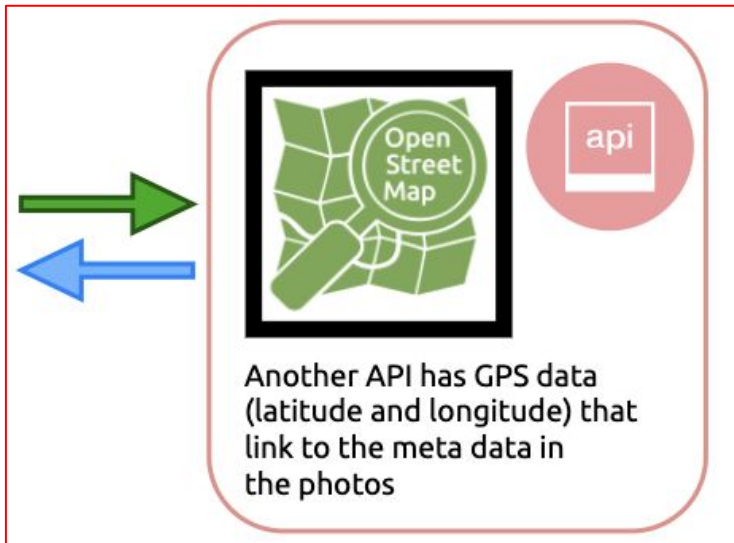 Open
Street
Map
api
Another API has GPS data
(latitude and longitude) that
link to the meta data in
the photos